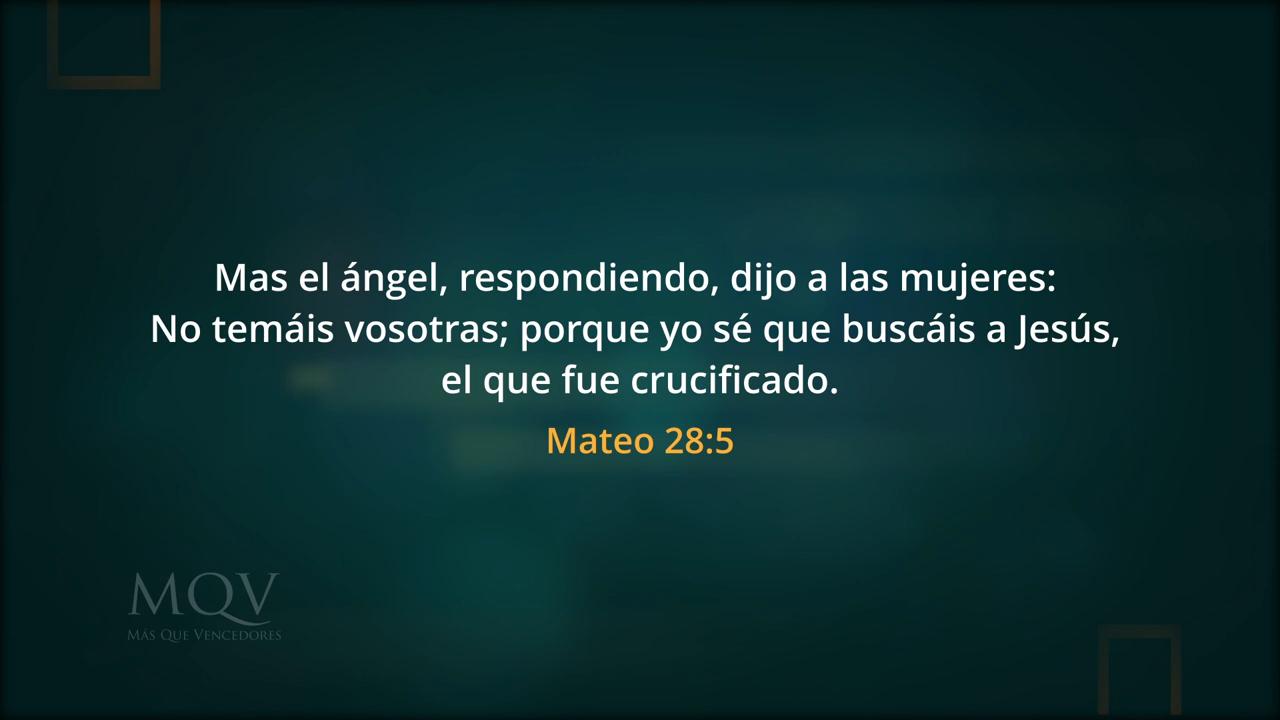 Mas el ángel, respondiendo, dijo a las mujeres:
No temáis vosotras; porque yo sé que buscáis a Jesús,
el que fue crucificado.
Mateo 28:5
MQV
MÁS QUE VENCEDORES